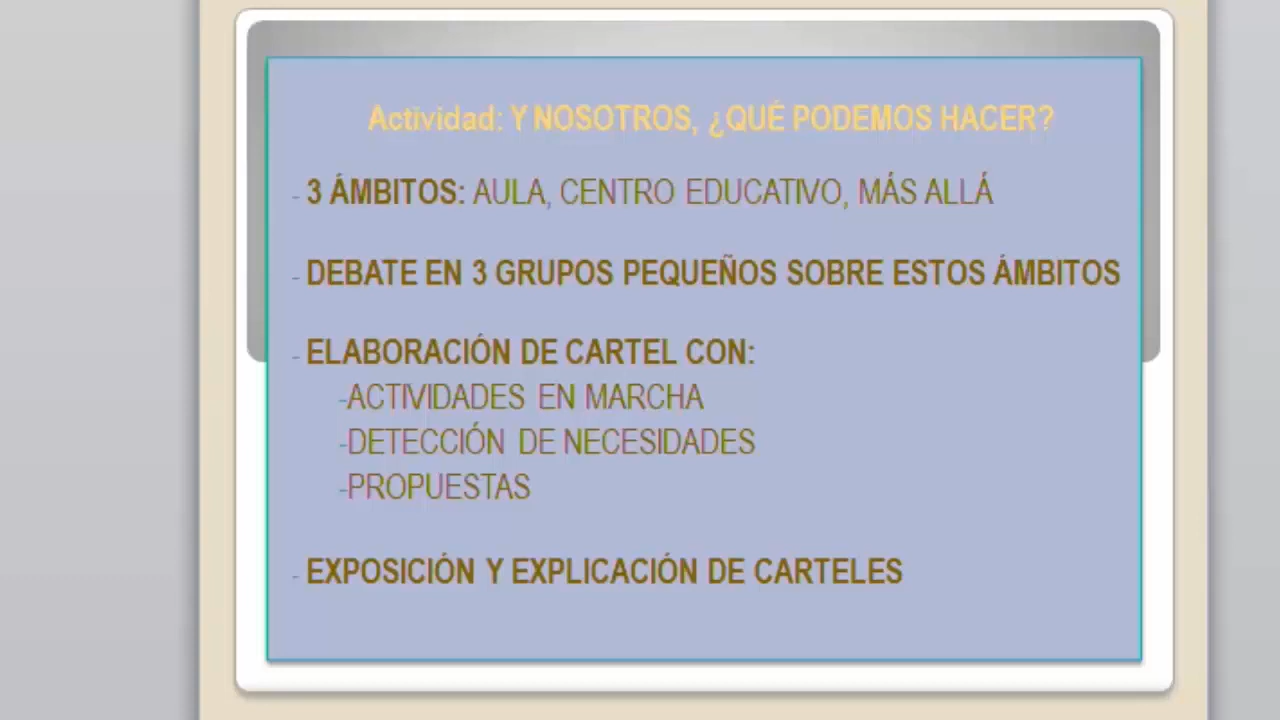 Actividad: Y NOSOTROS, ¿QUÉ PODEMOS HACER?
- 3 ÁMBITOS: AULA, CENTRO EDUCATIVO, MÁS ALLÁ
- DEBATE EN 3 GRUPOS PEQUEÑOS SOBRE ESTOS ÁMBITOS
- ELABORACIÓN DE CARTEL CON:
-ACTIVIDADES EN MARCHA
-DETECCIÓN DE NECESIDADES
-PROPUESTAS
- EXPOSICIÓN Y EXPLICACIÓN DE CARTELES